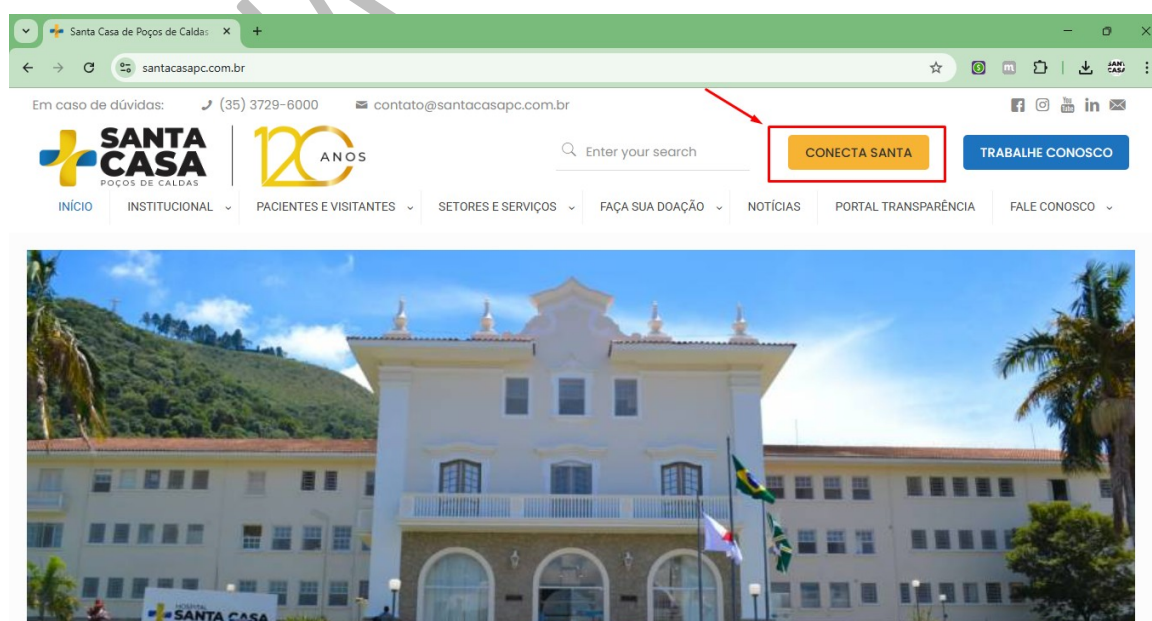 Santa Casa de Poços de Caldas
santacasapc.com.br
Em caso de dúvidas: (35) 3729-6000 contato@santacasapc.com.br
SANTA
CASA
POÇOS DE CALDAS
120 ANOS
Enter your search
CONECTA SANTA
TRABALHE CONOSCO
INÍCIO INSTITUCIONAL PACIENTES E VISITANTES SETORES E SERVIÇOS FAÇA SUA DOAÇÃO NOTÍCIAS PORTAL TRANSPARÊNCIA FALE CONOSCO
HOSPITAL
SANTA CASA